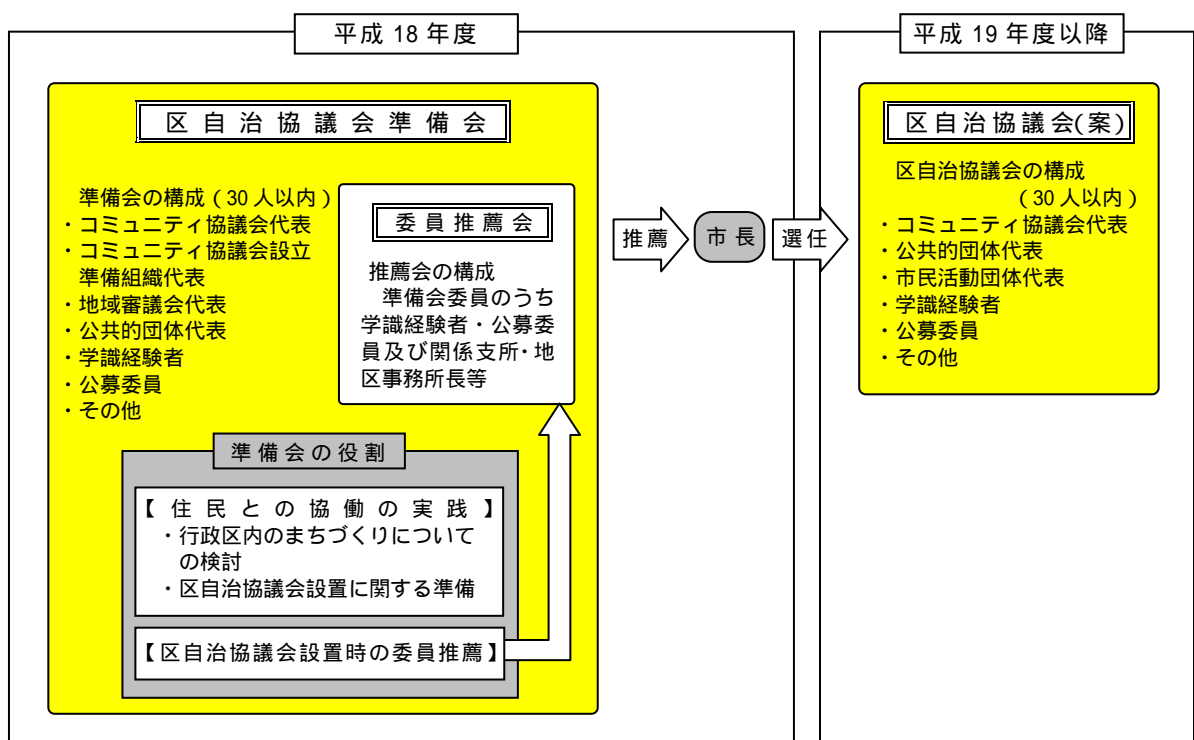 平成 18 年度
区自治協議会準備会
準備会の構成（30 人以内）
・コミュニティ協議会代表
・コミュニティ協議会設立
準備組織代表
・地域審議会代表
・公共的団体代表
・学識経験者
・公募委員
・その他
委員推薦会
推薦会の構成
準備会委員のうち
学識経験者・公募委
員及び関係支所・地
区事務所長等
準備会の役割
【住民との協働の実践】
・行政区内のまちづくりについて
の検討
・区自治協議会設置に関する準備
【区自治協議会設置時の委員推薦】
推薦
市長
選任
平成 19 年度以降
区自治協議会(案)
区自治協議会の構成
（30 人以内）
・コミュニティ協議会代表
・公共的団体代表
・市民活動団体代表
・学識経験者
・公募委員
・その他